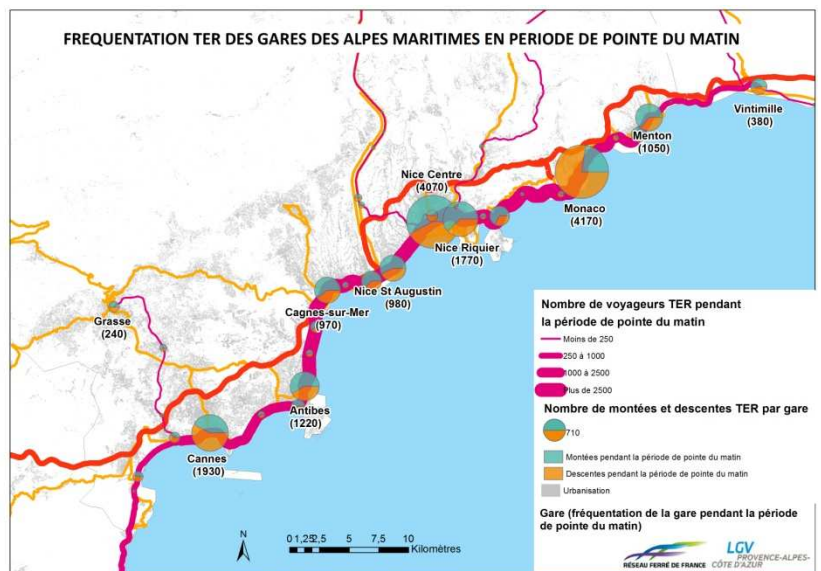 FREQUENTATION TER DES GARES DES ALPES MARITIMES EN PERIODE DE POINTE DU MATIN
Vintimille
(380)
Menton
(1050)
Nice Centre
(4070)
Monaco
(4170)
Nice Riquier
(1770)
Nice St Augustin
(980)
Cagnes-sur-Mer
(970)
Grasse
(240)
Antibes
(1220)
Cannes
(1930)
N
0 1,25 2,5 5 7,5 10
Kilomètres
Nombre de voyageurs TER pendant
la période de pointe du matin
Moins de 250
250 à 1000
1000 à 2500
Plus de 2500
Nombre de montées et descentes TER par gare
710
Montées pendant la période de pointe du matin
Descentes pendant la période de pointe du matin
Urbanisation
Gare (fréquentation de la gare pendant la période
de pointe du matin)
RÉSEAU FERRÉ DE FRANCE
LGV
PROVENCE-ALPES-
CÔTE D'AZUR